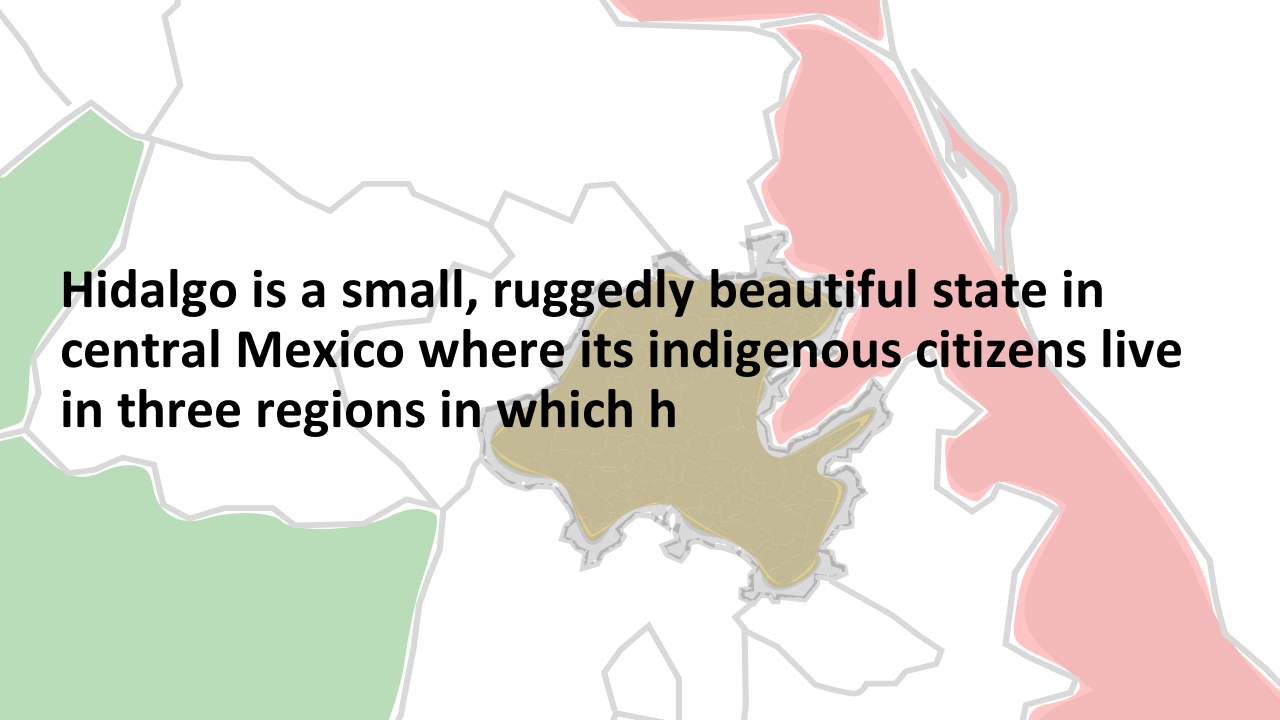 Hidalgo is a small, ruggedly beautiful state in
central Mexico where its indigenous citizens live
in three regions in which h